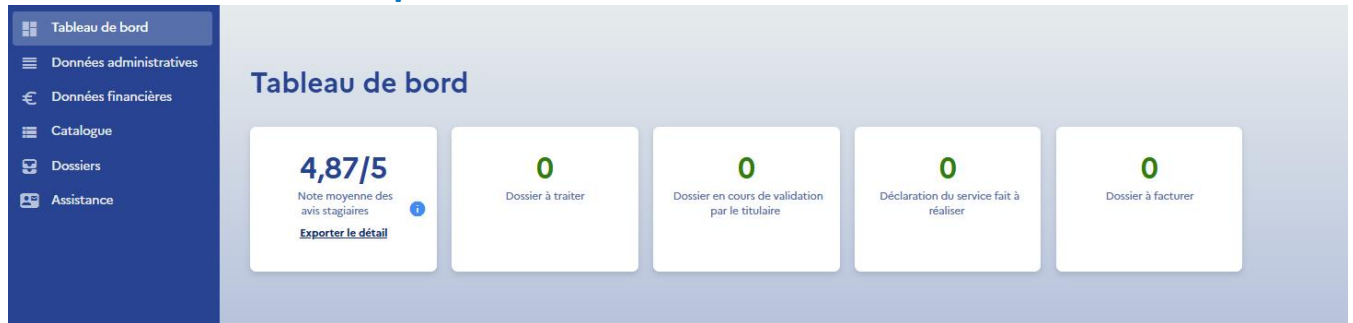 Tableau de bord
Données administratives
Données financières
Catalogue
Dossiers
Assistance
Tableau de bord
4,87/5
Note moyenne des
avis stagiaires
Exporter le détail
0
Dossier à traiter
0
Dossier en cours de validation
par le titulaire
0
Déclaration du service fait à
réaliser
0
Dossier à facturer